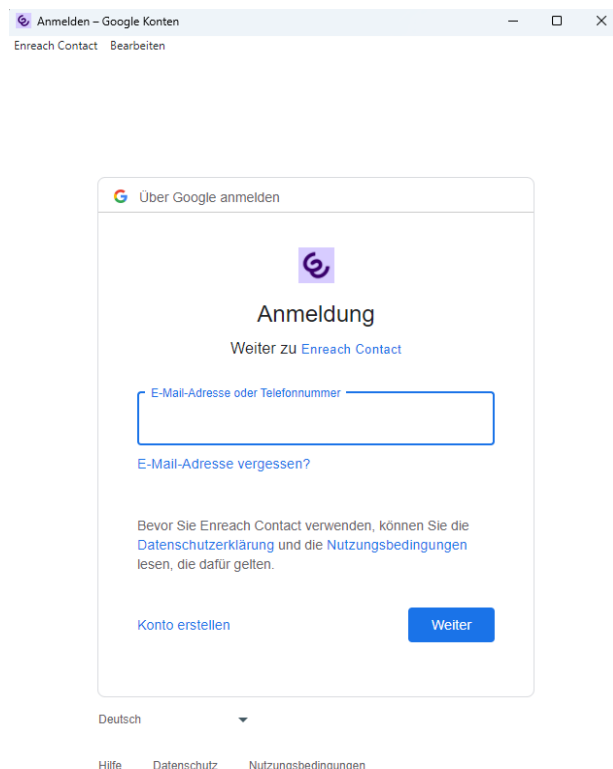 Anmelden – Google Konten
Enreach Contact Bearbeiten
Über Google anmelden
Anmeldung
Weiter zu Enreach Contact
E-Mail-Adresse oder Telefonnummer
E-Mail-Adresse vergessen?
Bevor Sie Enreach Contact verwenden, können Sie die
Datenschutzerklärung und die Nutzungsbedingungen
lesen, die dafür gelten.
Konto erstellen Weiter
Deutsch
Hilfe Datenschutz Nutzungsbedingungen